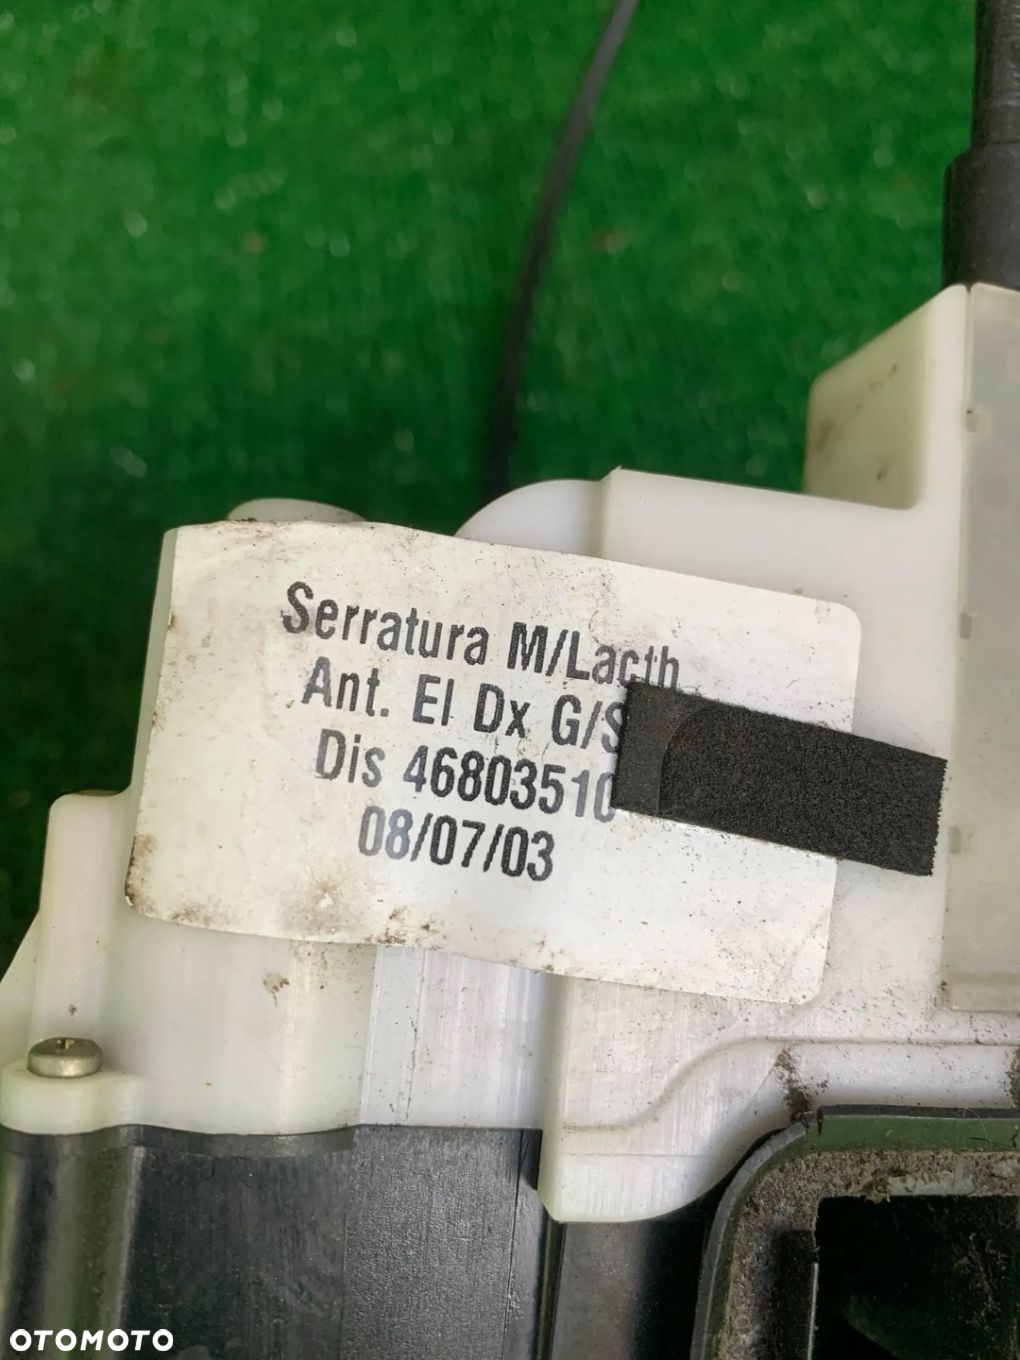 Serratura M/Lacth
Ant. El Dx G/S
Dis 46803510
08/07/03
OTOMOTO